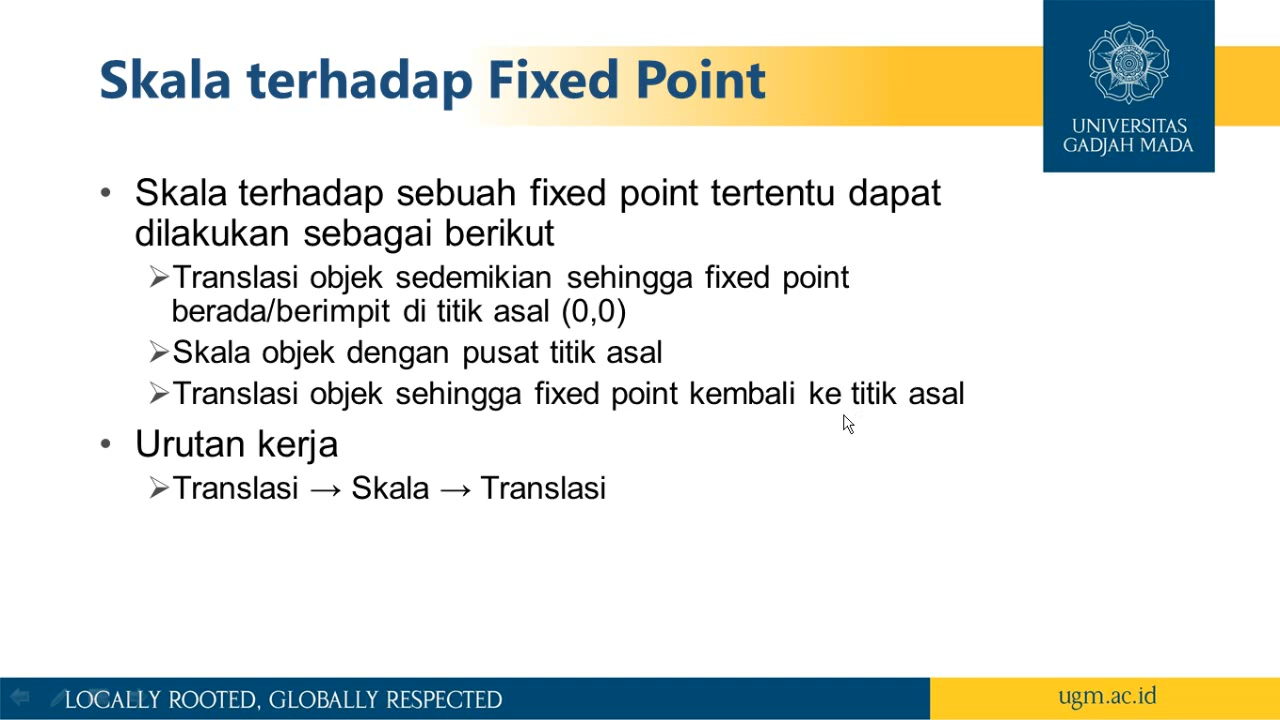 Skala terhadap Fixed Point
UNIVERSITAS
GADJAH MADA
• Skala terhadap sebuah fixed point tertentu dapat
dilakukan sebagai berikut
➢Translasi objek sedemikian sehingga fixed point
berada/berimpit di titik asal (0,0)
➢Skala objek dengan pusat titik asal
➢Translasi objek sehingga fixed point kembali ke titik asal
• Urutan kerja
➢Translasi → Skala → Translasi
LOCALLY ROOTED, GLOBALLY RESPECTED
ugm.ac.id